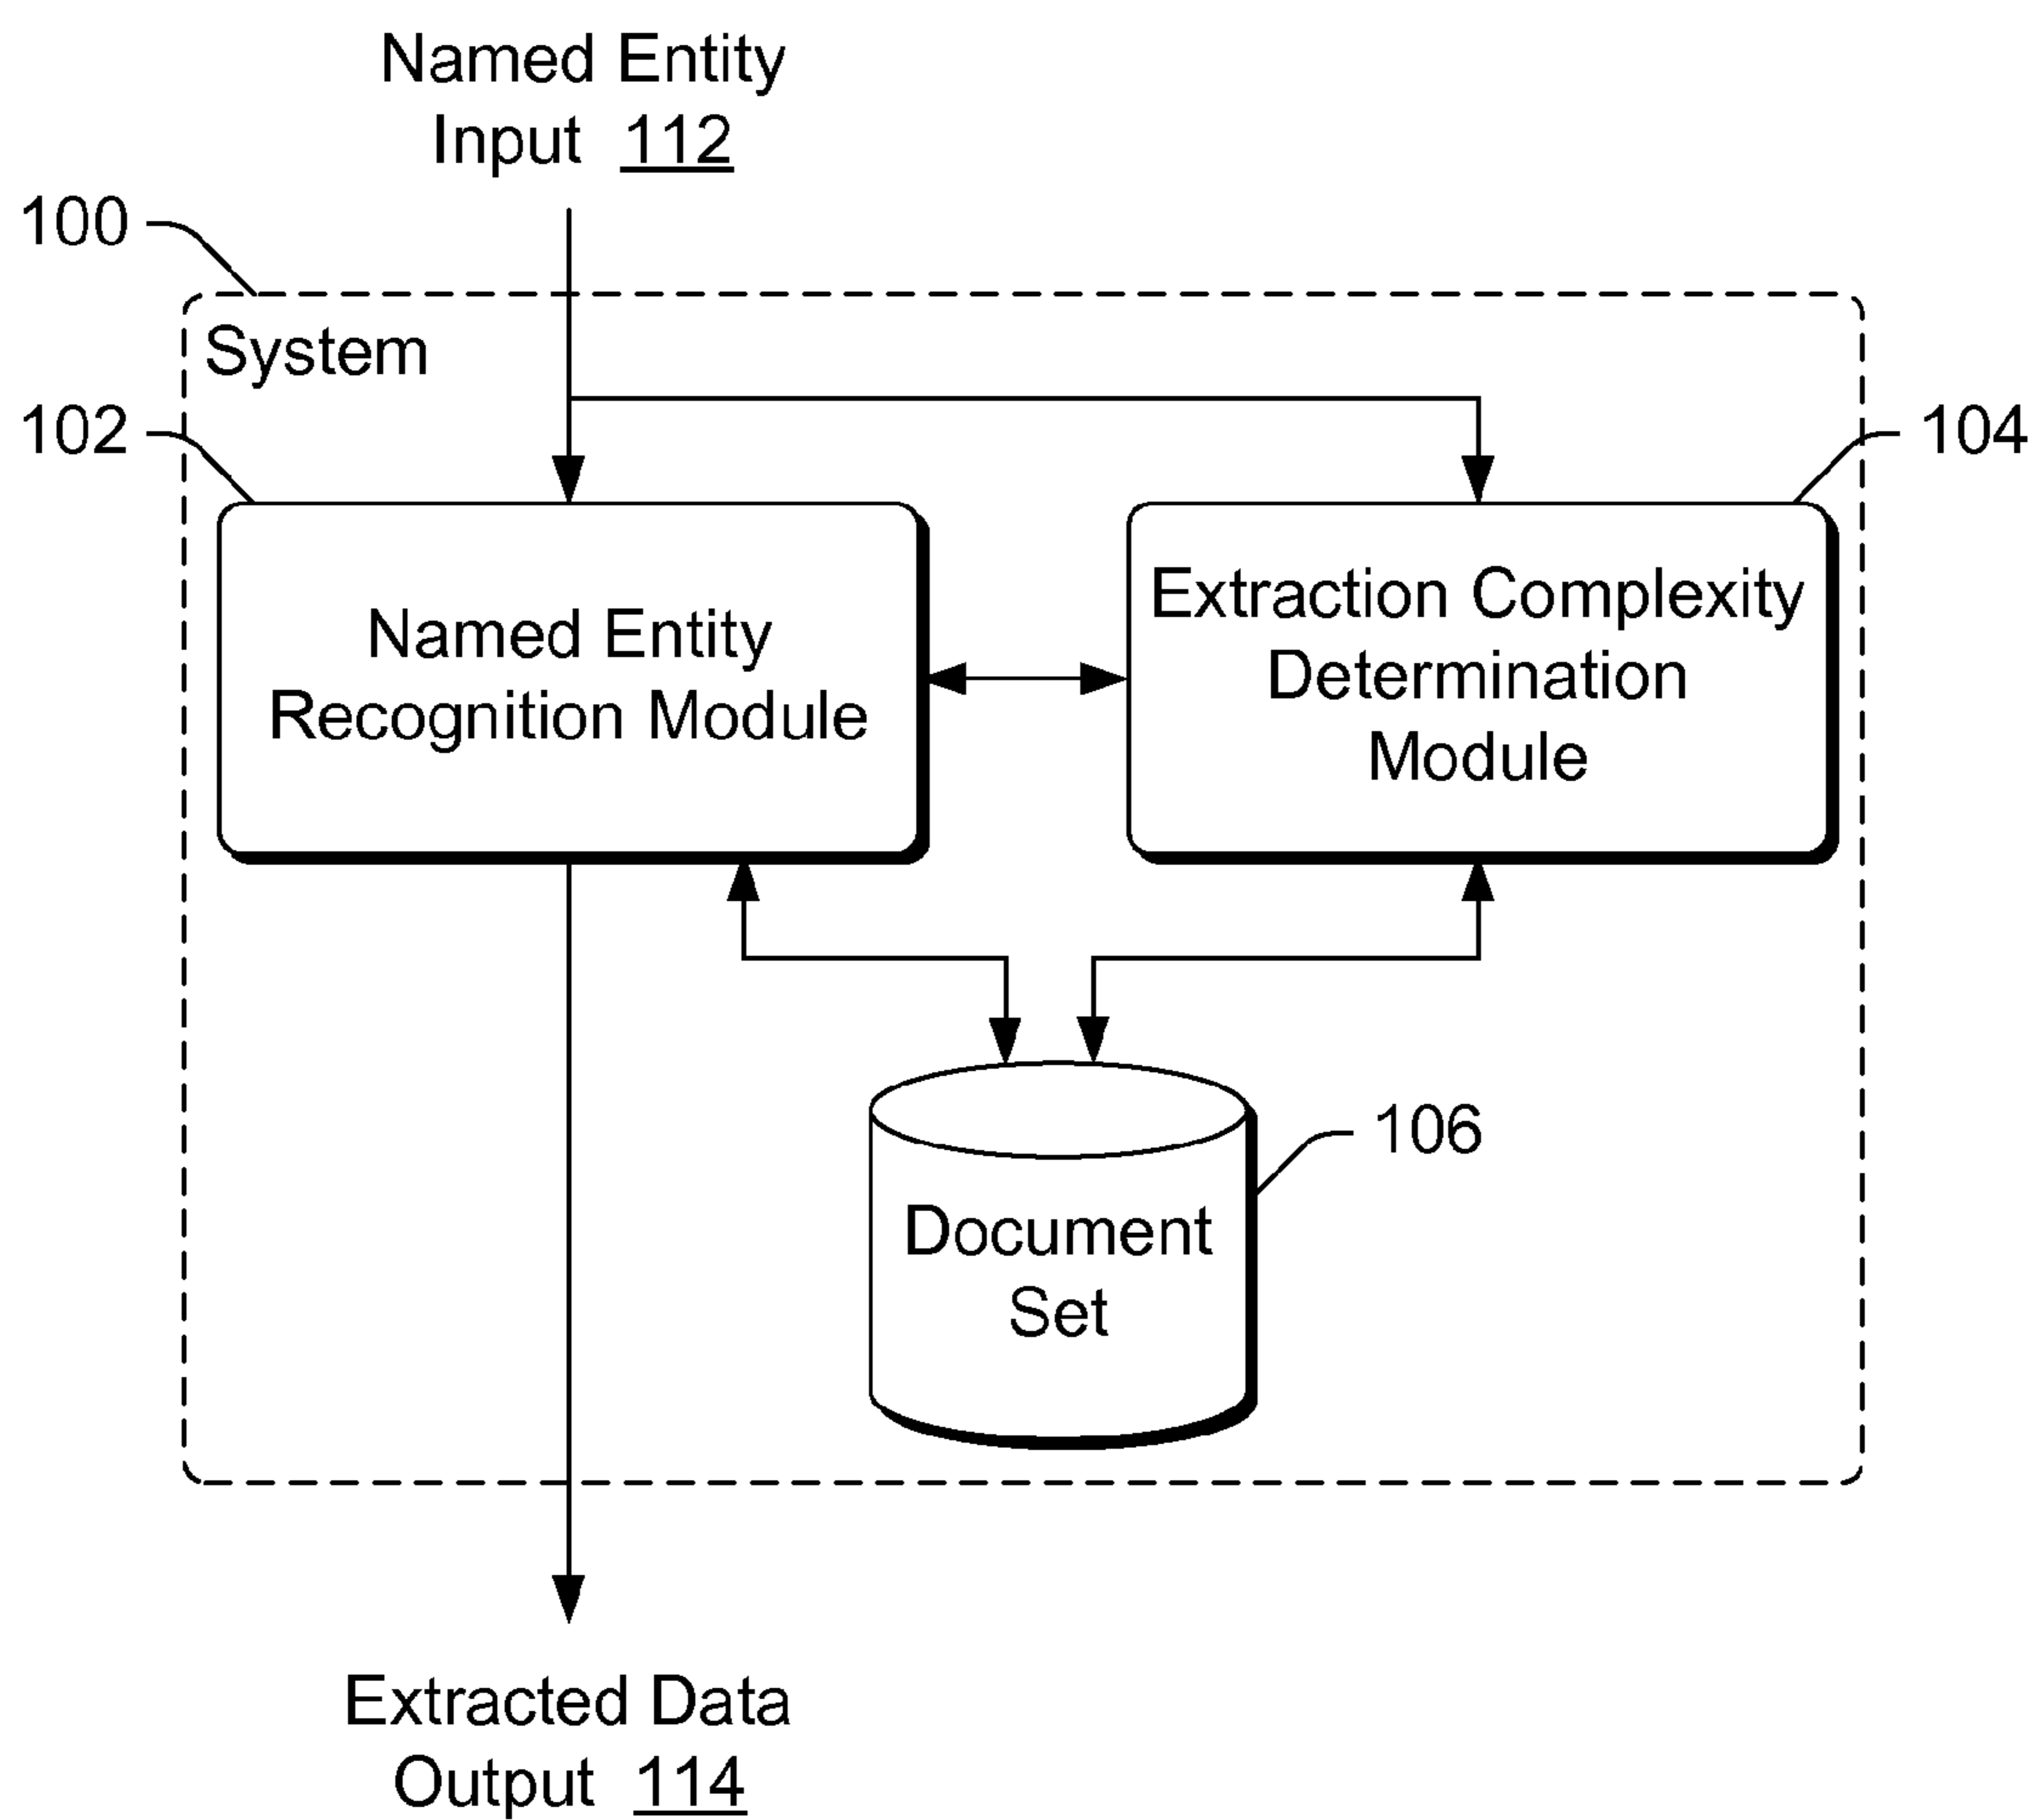 Named Entity
Input 112
100
System
102
104
Named Entity
Recognition Module
Extraction Complexity
Determination
Module
106
Document
Set
Extracted Data
Output 114